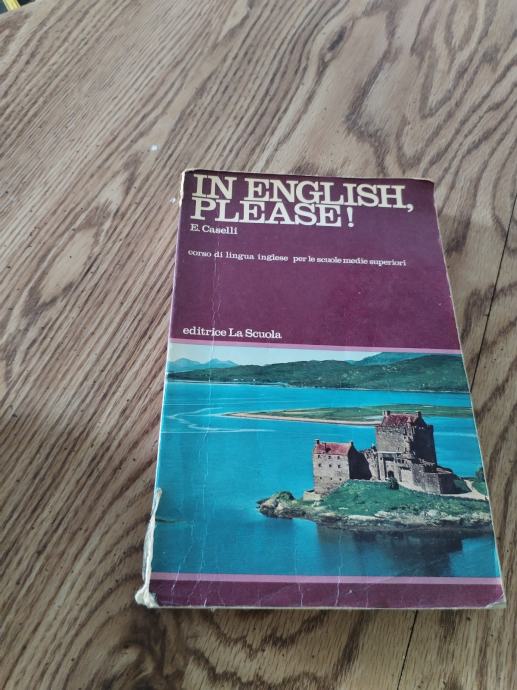 IN ENGLISH,
PLEASE!
E. Caselli
corso di lingua inglese per le scuole medie superiori
editrice La Scuola